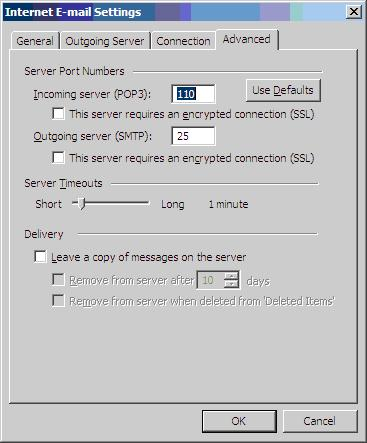 Internet E-mail Settings
General Outgoing Server Connection Advanced
Server Port Numbers
Incoming server (POP3): 110 Use Defaults
This server requires an encrypted connection (SSL)
Outgoing server (SMTP): 25
This server requires an engrypted connection (SSL)
Server Timeouts
Short Long 1 minute
Delivery
Leave a copy of messages on the server
Remove from server after 10 days
Remove from server when deleted from 'Deleted Items'
OK Cancel